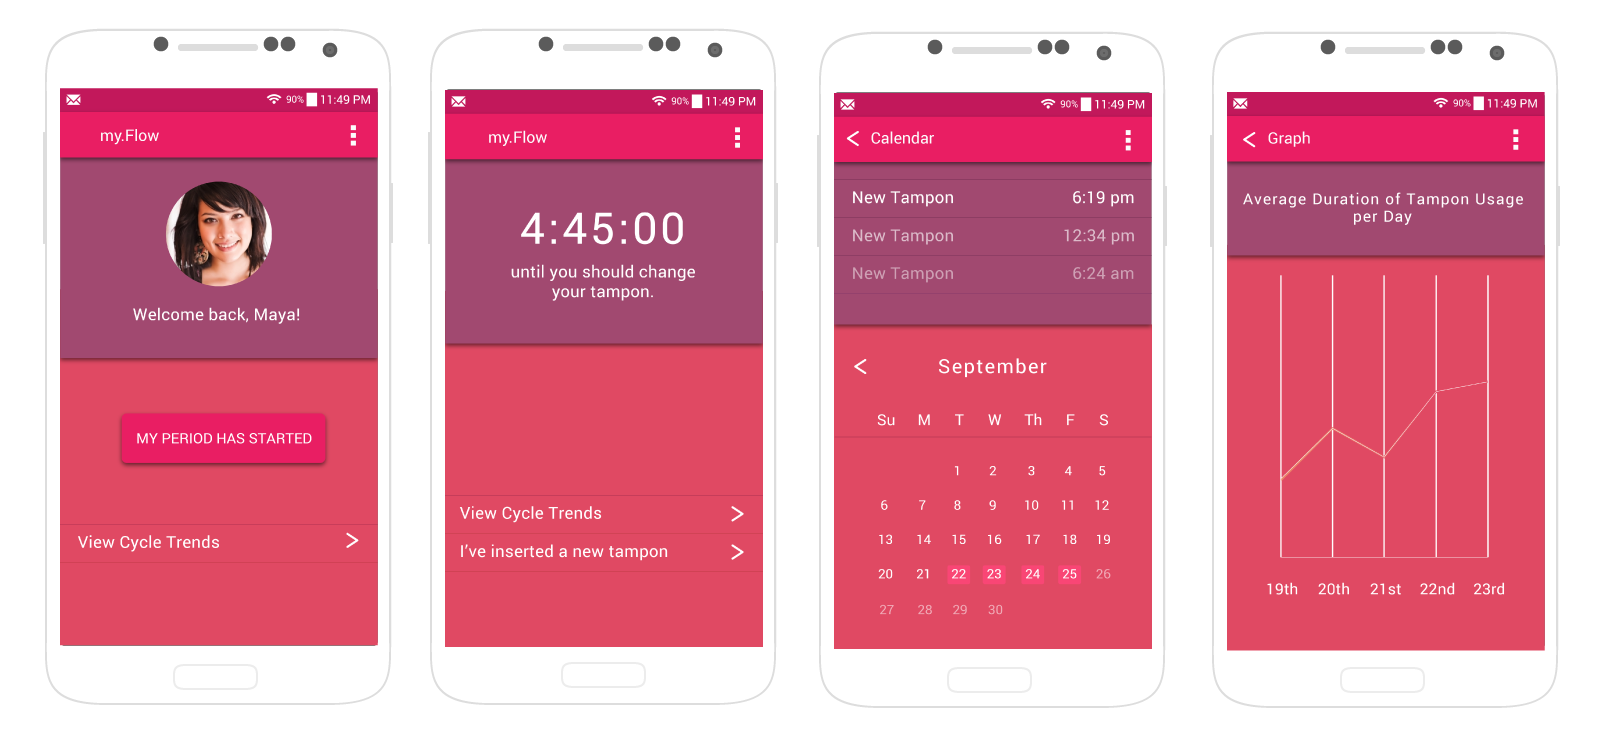 90% 11:49 PM
my.Flow
Welcome back, Maya!
MY PERIOD HAS STARTED
View Cycle Trends
90% 11:49 PM
my.Flow
4:45:00
until you should change
your tampon.
View Cycle Trends
I've inserted a new tampon
90% 11:49 PM
Calendar
New Tampon 6:19 pm
New Tampon 12:34 pm
New Tampon 6:24 am
September
Su M T W Th F S
1 2 3 4 5
6 7 8 9 10 11 12
13 14 15 16 17 18 19
20 21 22 23 24 25 26
27 28 29 30
90% 11:49 PM
Graph
Average Duration of Tampon Usage
per Day
19th 20th 21st 22nd 23rd